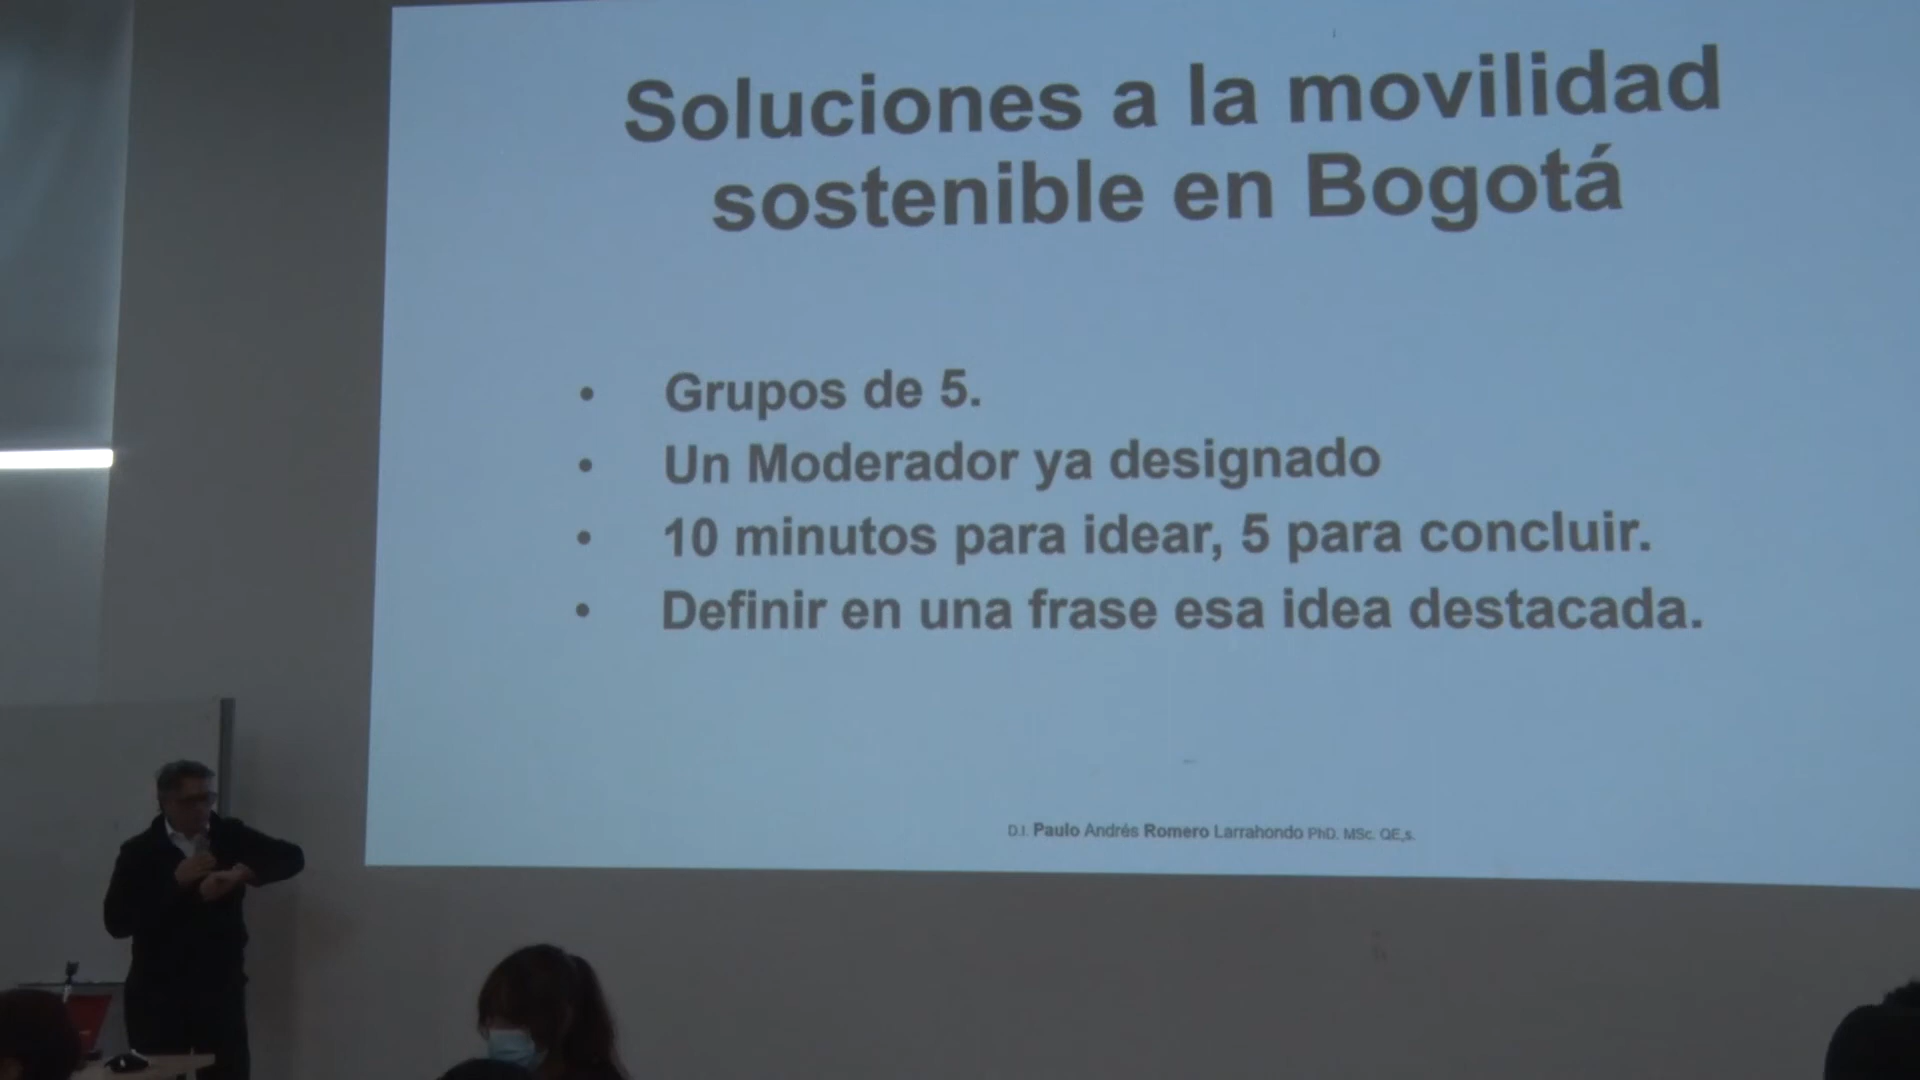 Soluciones a la movilidad
sostenible en Bogotá
• Grupos de 5.
• Un Moderador ya designado
• 10 minutos para idear, 5 para concluir.
• Definir en una frase esa idea destacada.
D.I. Paulo Andrés Romero Larrahondo PhD. MSc. QE,s.